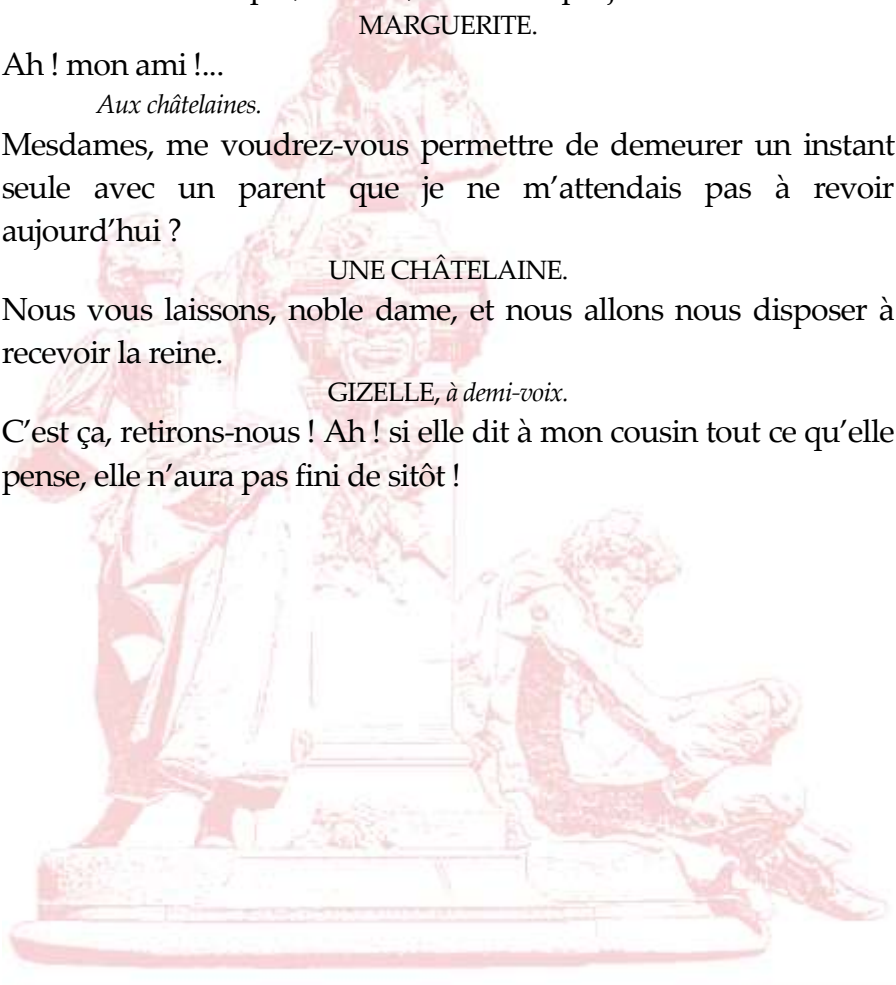 MARGUERITE.
Ah ! mon ami !...
Aux châtelaines.
Mesdames, me voudrez-vous permettre de demeurer un instant
seule avec un parent que je ne m’attendais pas à revoir
aujourd’hui ?
UNE CHÂTELAINE.
Nous vous laissons, noble dame, et nous allons nous disposer à
recevoir la reine.
GIZELLE, à demi-voix.
C’est ça, retirons-nous ! Ah ! si elle dit à mon cousin tout ce qu’elle
pense, elle n’aura pas fini de sitôt !